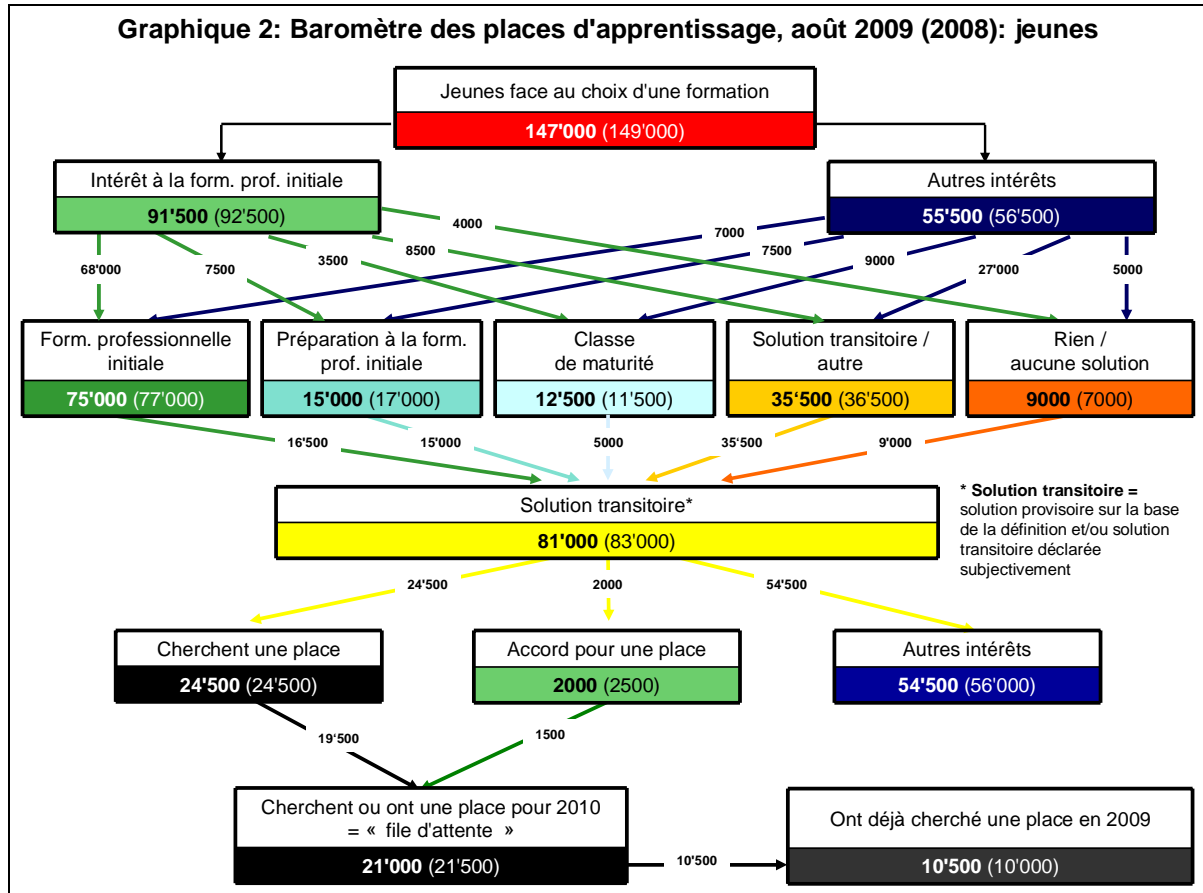 Graphique 2: Baromètre des places d'apprentissage, août 2009 (2008): jeunes
Jeunes face au choix d'une formation
147'000 (149'000)
Intérêt à la form. prof. initiale
91'500 (92'500)
Autres intérêts
55'500 (56'500)
4000
7000
68'000
7500
3500
8500
7500
9000
27'000
5000
Form. professionnelle
initiale
75'000 (77'000)
Préparation à la form.
prof. initiale
15'000 (17'000)
Classe
de maturité
12'500 (11'500)
Solution transitoire /
autre
35‘500 (36'500)
Rien /
aucune solution
9000 (7000)
16'500
15'000
5000
35'500
9'000
Solution transitoire*
81'000 (83'000)
* Solution transitoire =
solution provisoire sur la base
de la définition et/ou solution
transitoire déclarée
subjectivement
24'500
2000
54'500
Cherchent une place
24'500 (24'500)
Accord pour une place
2000 (2500)
Autres intérêts
54'500 (56'000)
19‘500
1500
Cherchent ou ont une place pour 2010
= « file d'attente »
21'000 (21'500)
10'500
Ont déjà cherché une place en 2009
10'500 (10'000)